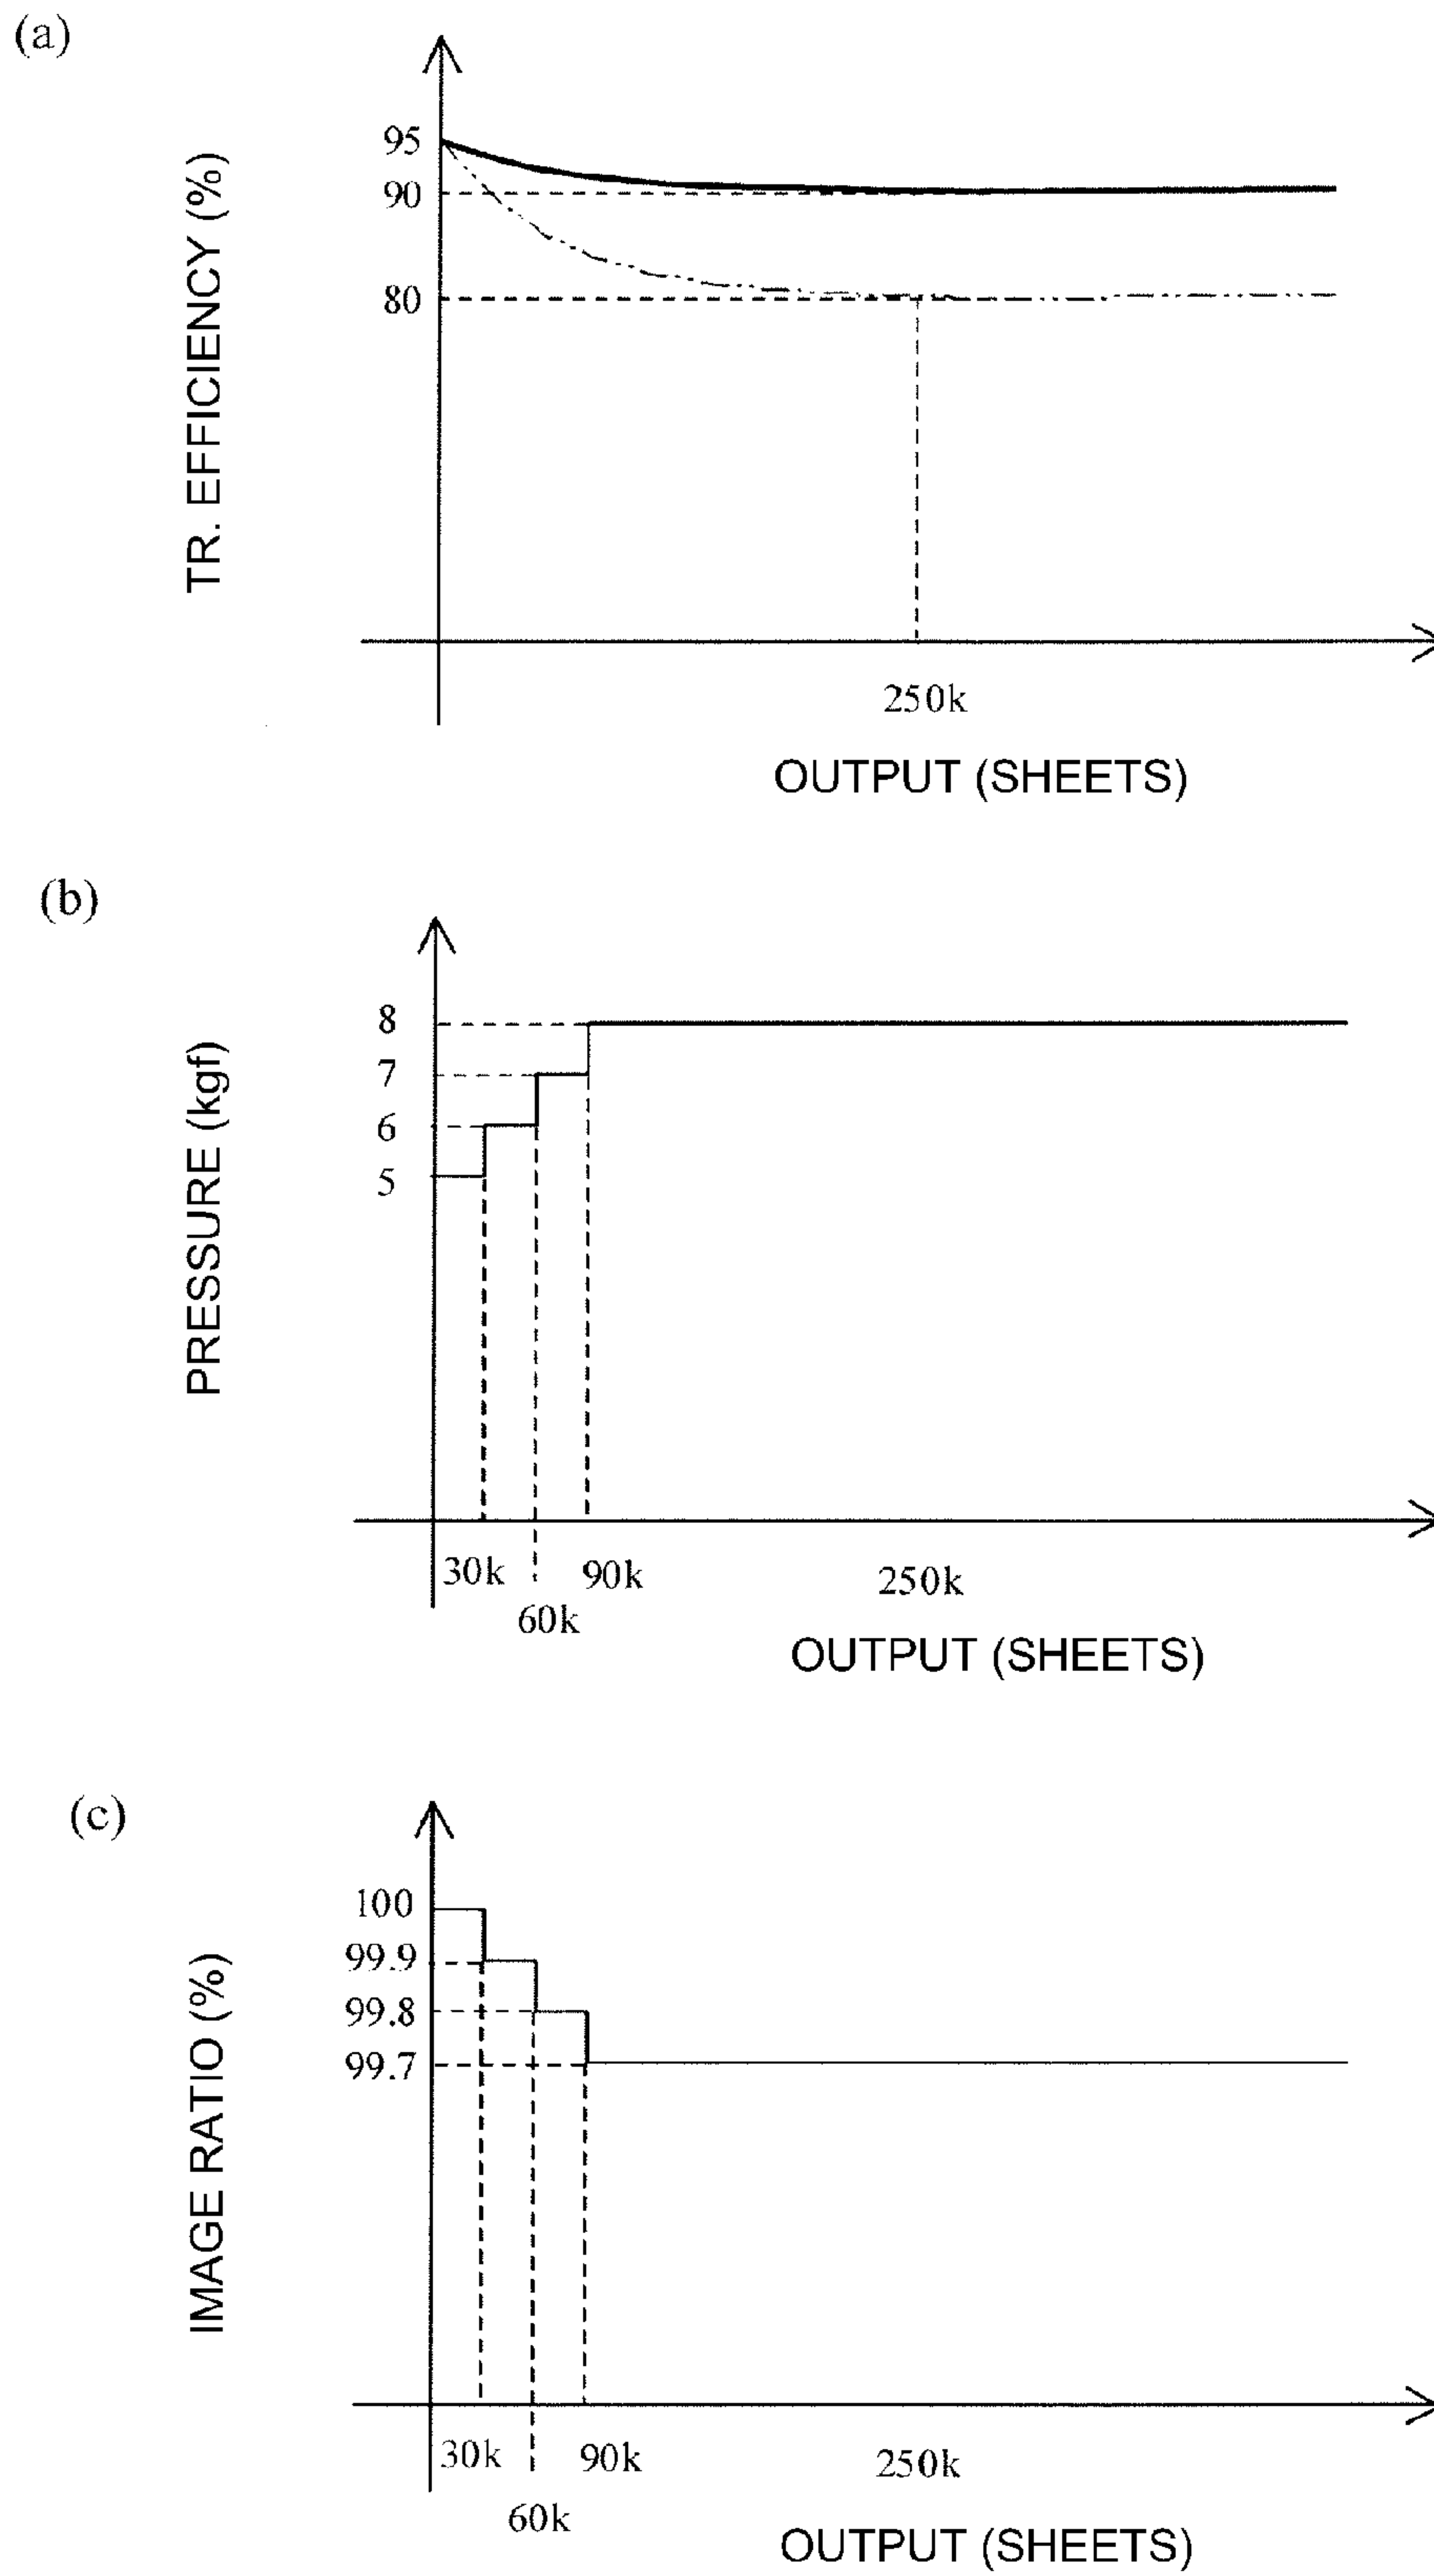 (a)
95
90
80
TR. EFFICIENCY (%)
250k
OUTPUT (SHEETS)
(b)
8
7
6
5
PRESSURE (kgf)
30k
90k
250k
60k
OUTPUT (SHEETS)
(c)
100
99.9
99.8
99.7
IMAGE RATIO (%)
30k
90k
250k
60k
OUTPUT (SHEETS)